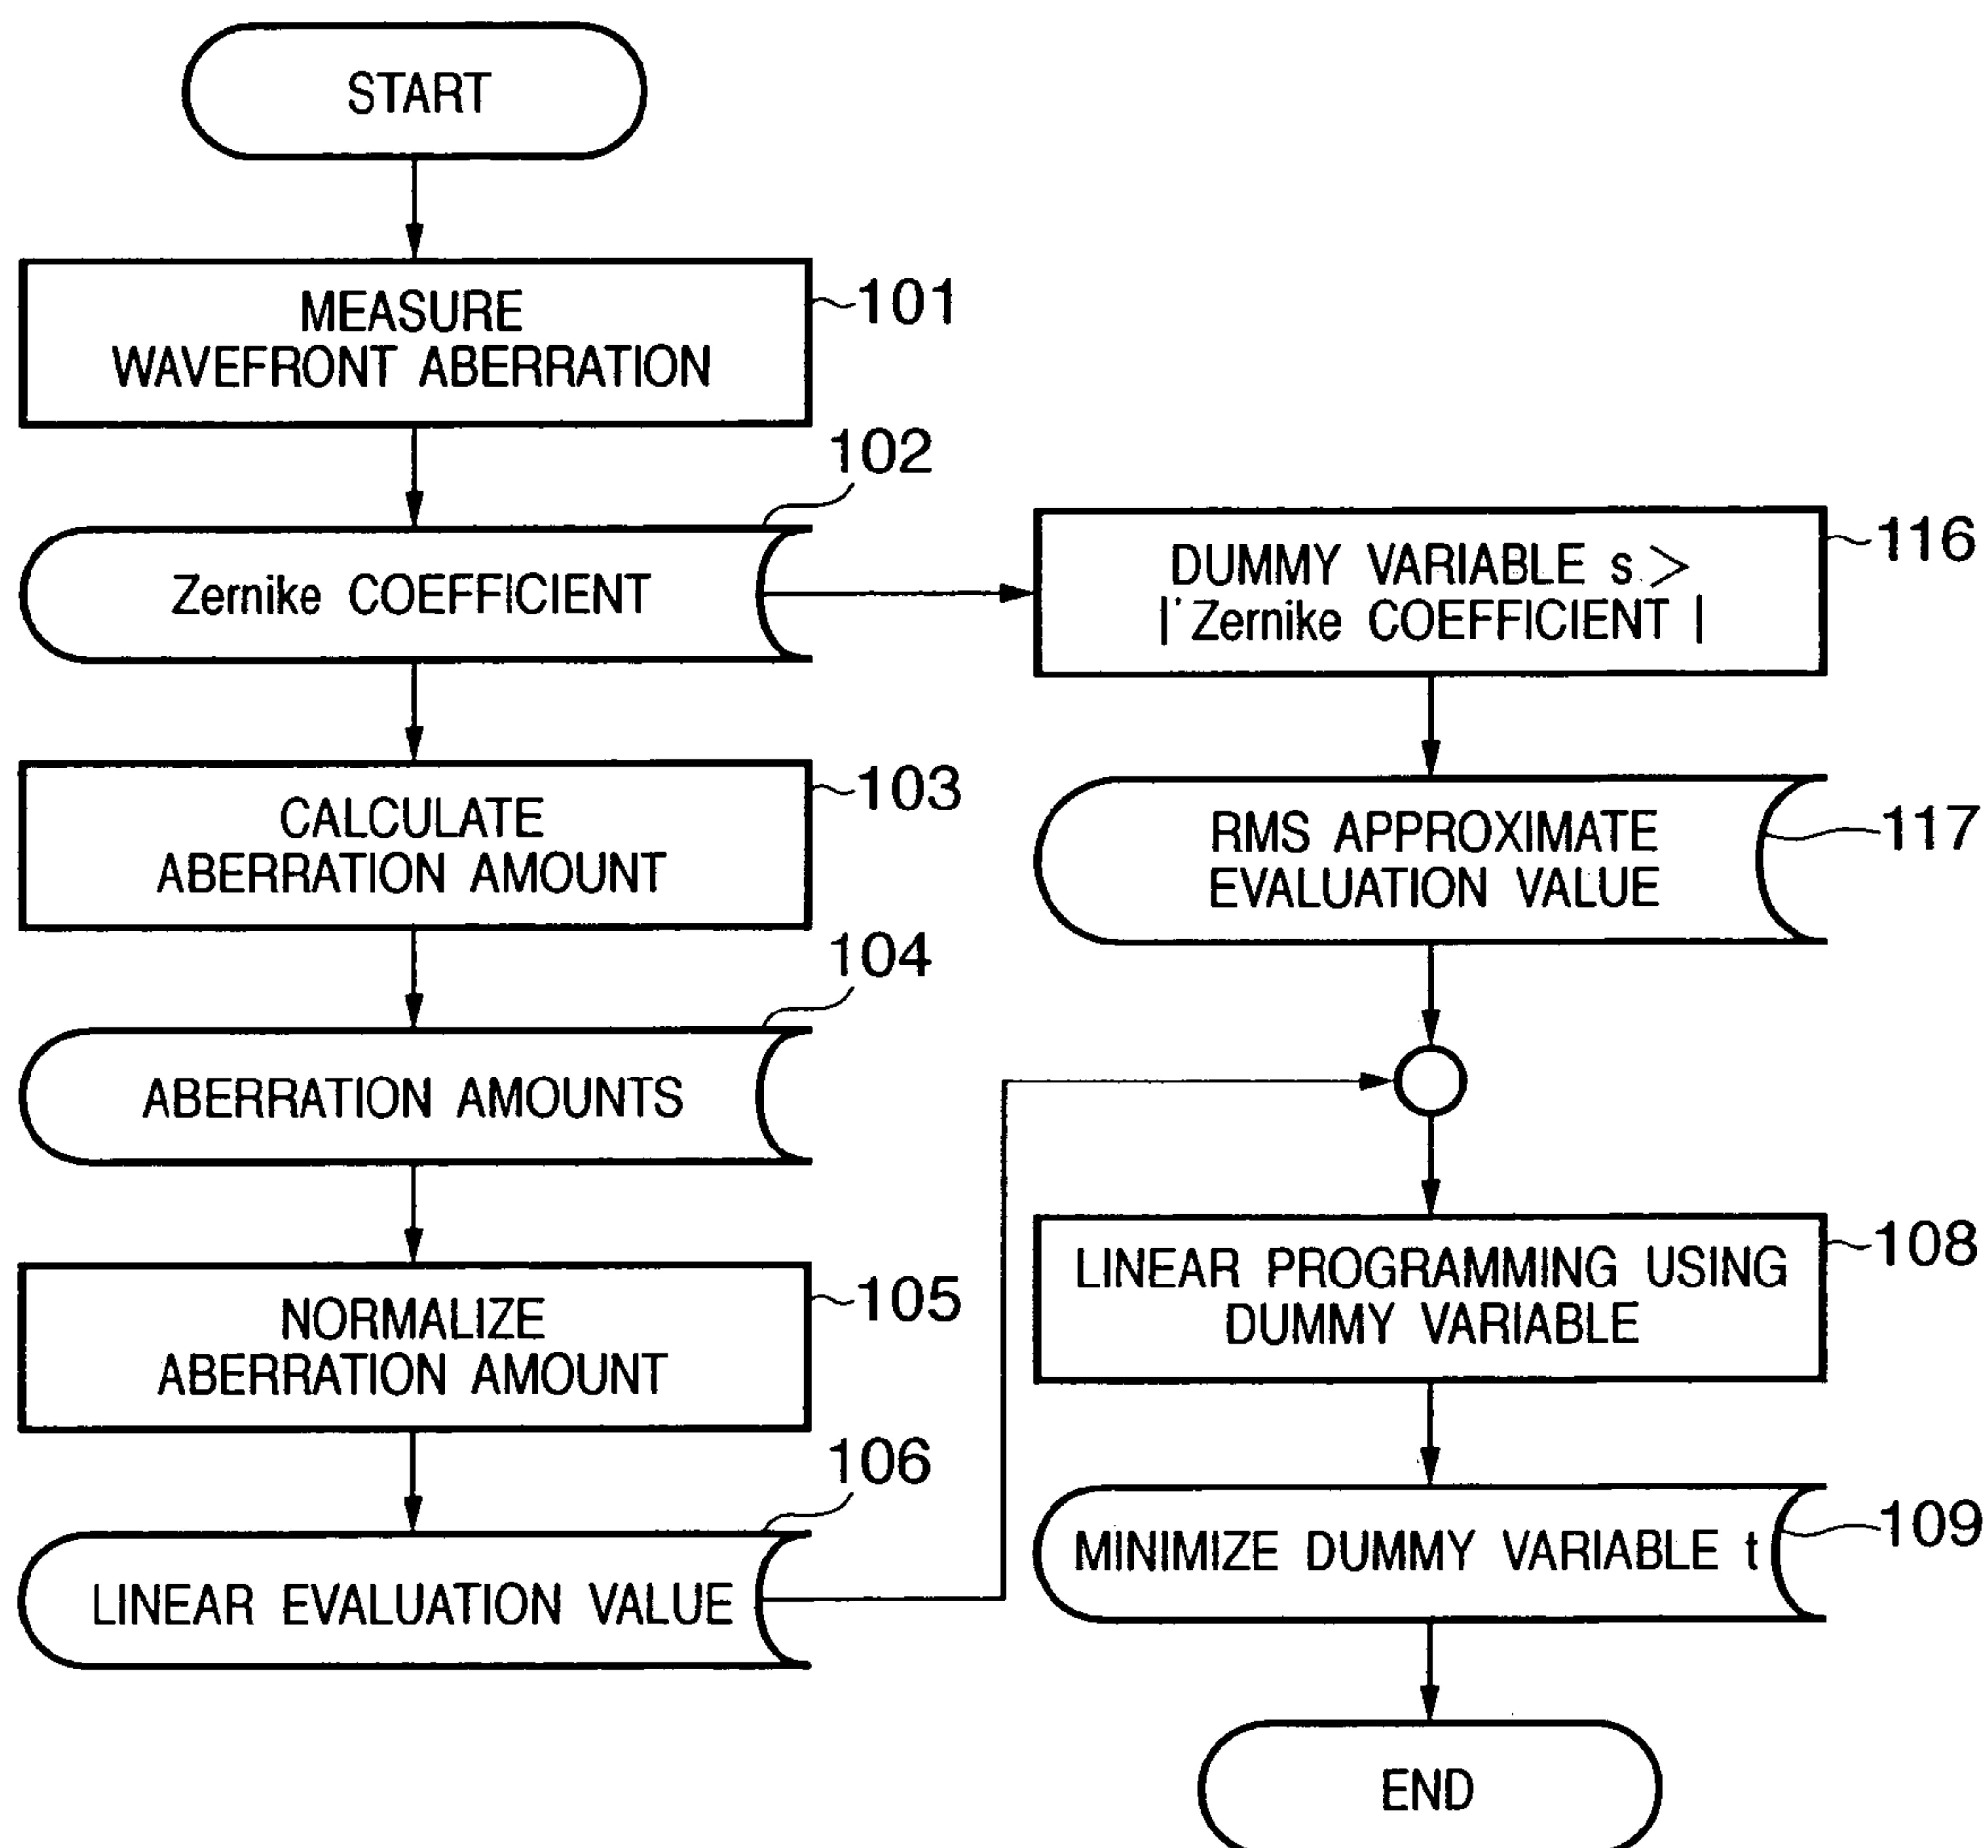 START
MEASURE
WAVEFRONT ABERRATION
101
102
Zernike COEFFICIENT
CALCULATE
ABERRATION AMOUNT
103
104
ABERRATION AMOUNTS
NORMALIZE
ABERRATION AMOUNT
105
106
LINEAR EVALUATION VALUE
DUMMY VARIABLE s >
| Zernike COEFFICIENT |
116
RMS APPROXIMATE
EVALUATION VALUE
117
LINEAR PROGRAMMING USING
DUMMY VARIABLE
108
MINIMIZE DUMMY VARIABLE t
109
END